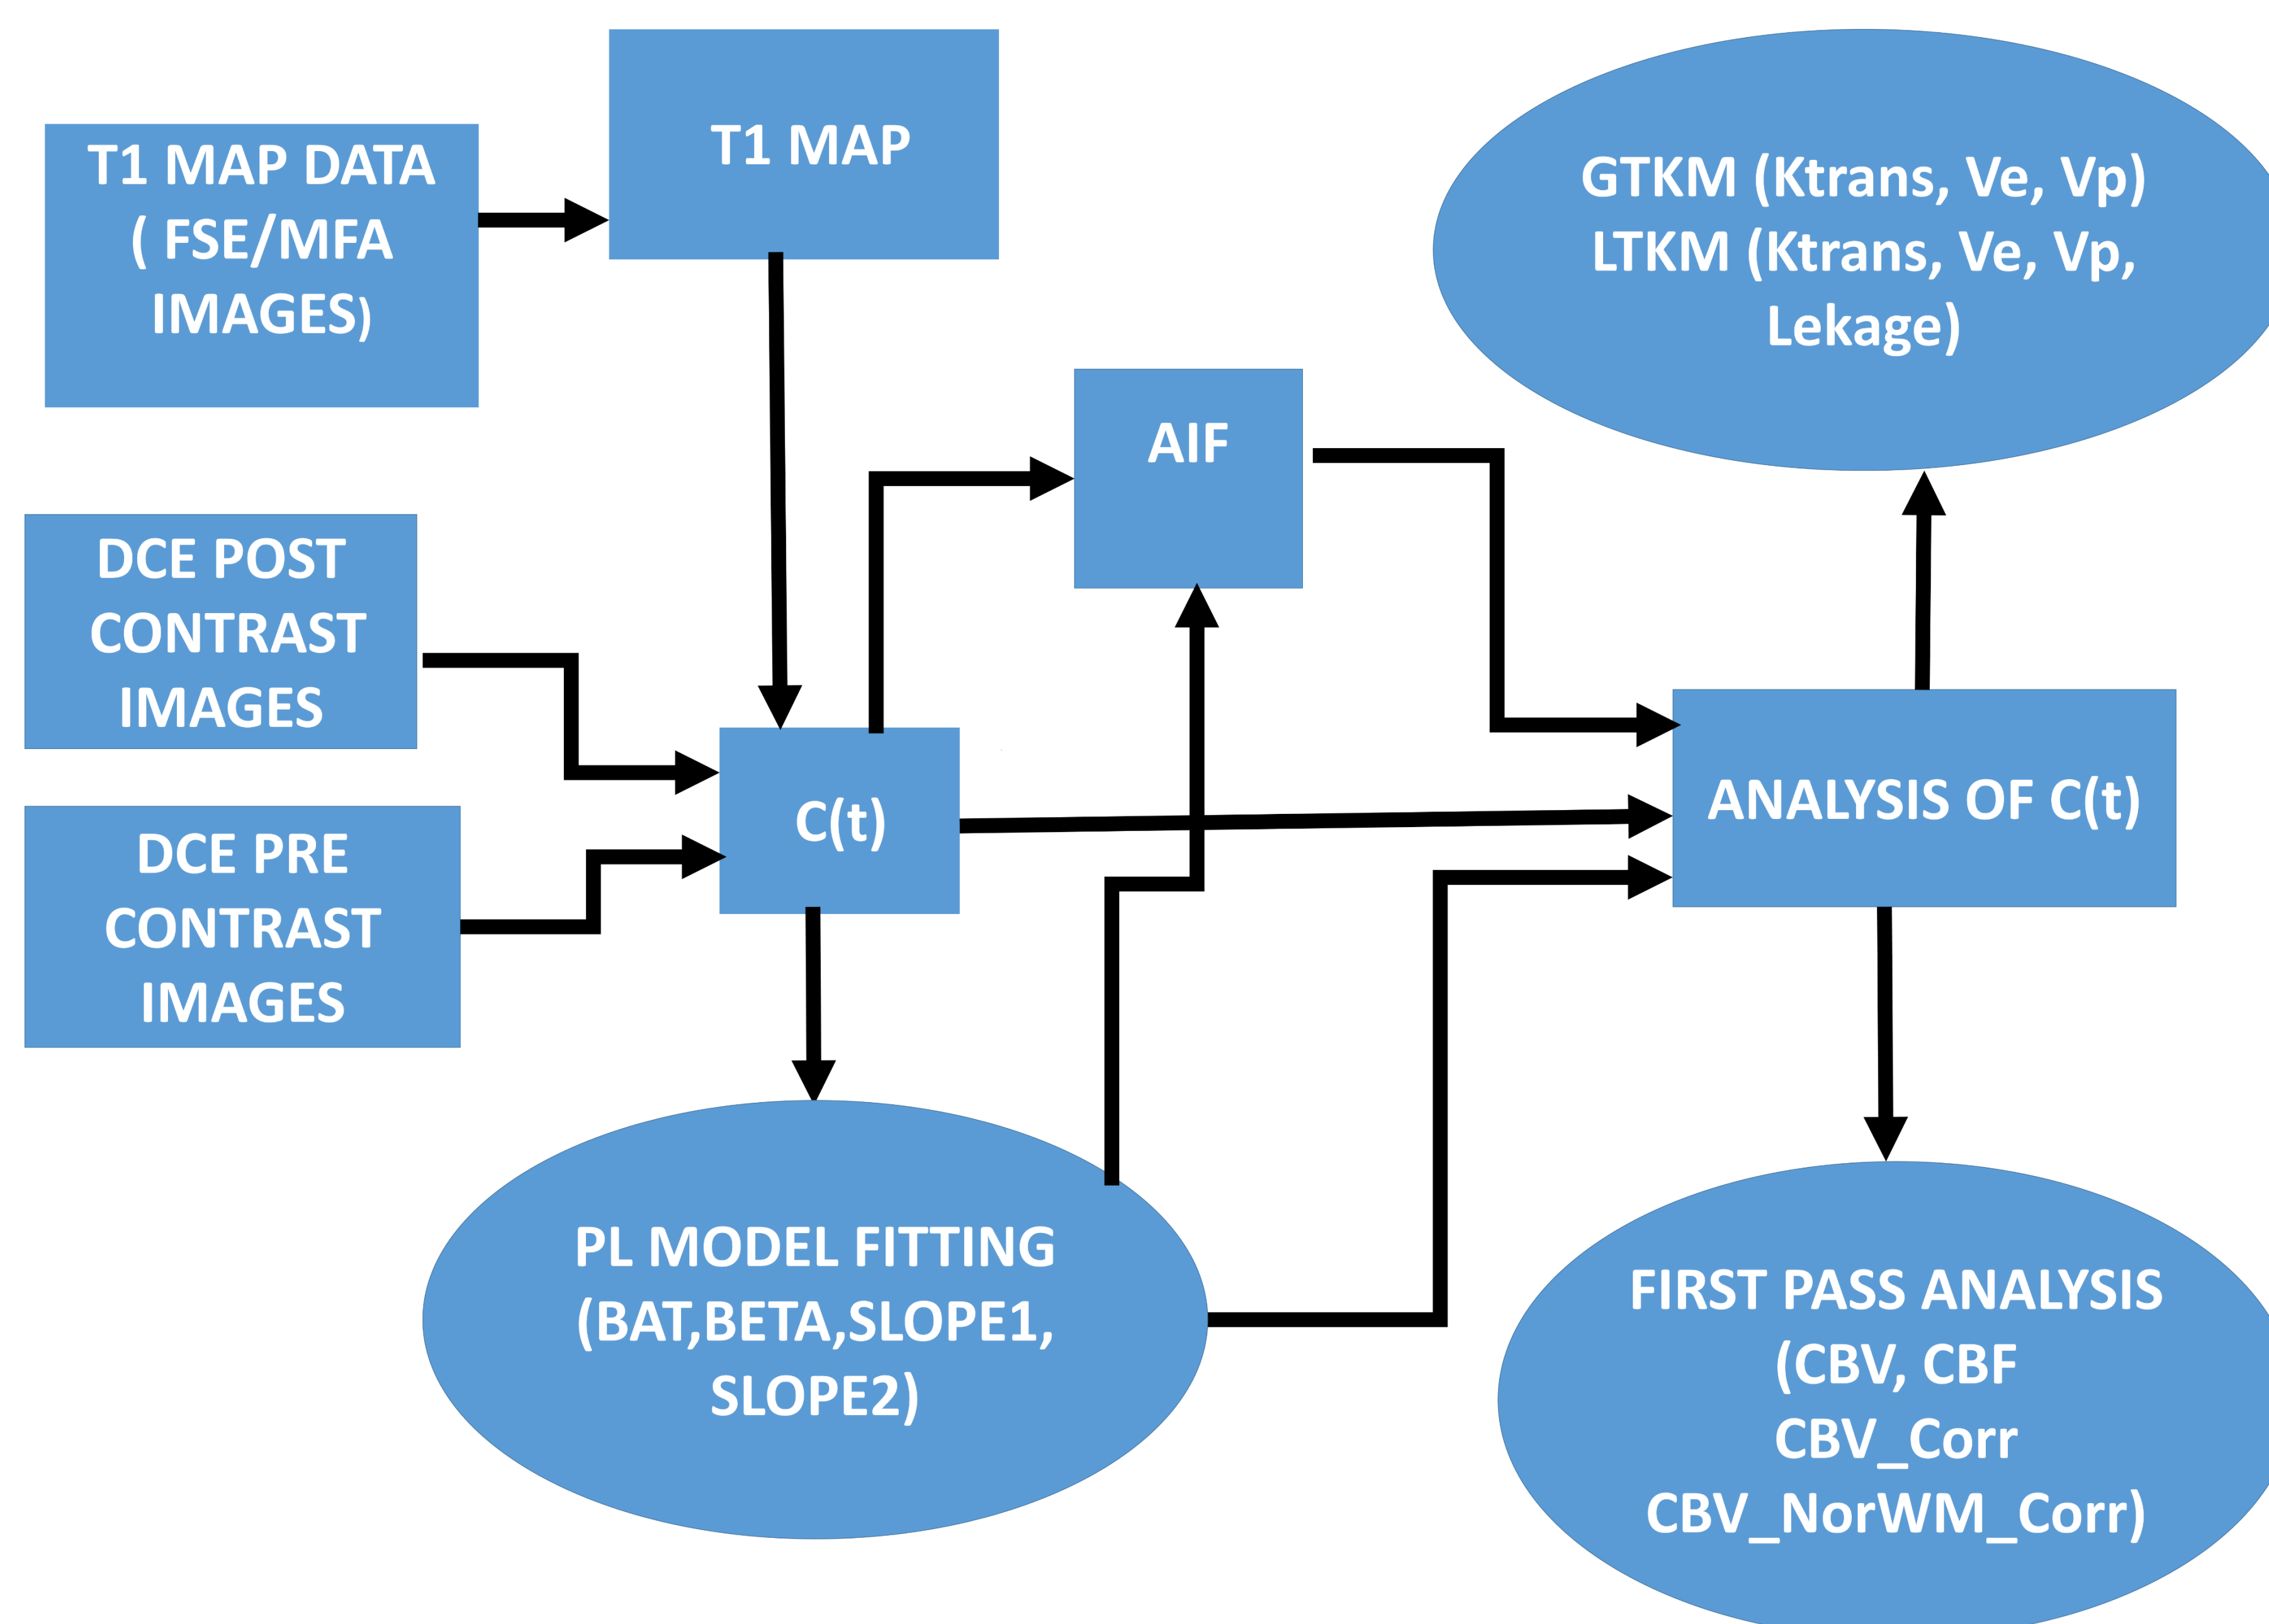 T1 MAP DATA
( FSE/MFA
IMAGES)
T1 MAP
GTKM (Ktrans, Ve, Vp)
LTKM (Ktrans, Ve, Vp,
Lekage)
AIF
DCE POST
CONTRAST
IMAGES
DCE PRE
CONTRAST
IMAGES
C(t)
ANALYSIS OF C(t)
PL MODEL FITTING
(BAT,BETA,SLOPE1,
SLOPE2)
FIRST PASS ANALYSIS
(CBV, CBF
CBV_Corr
CBV_NorWM_Corr)